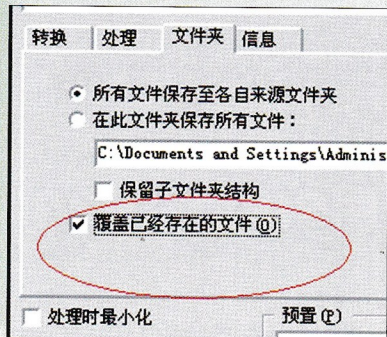 转换 处理 文件夹 信息
所有文件保存至各自来源文件夹
在此文件夹保存所有文件：
C:\Documents and Settings\Adminis
保留子文件夹结构
覆盖已经存在的文件(O)
处理时最小化 预置(P)